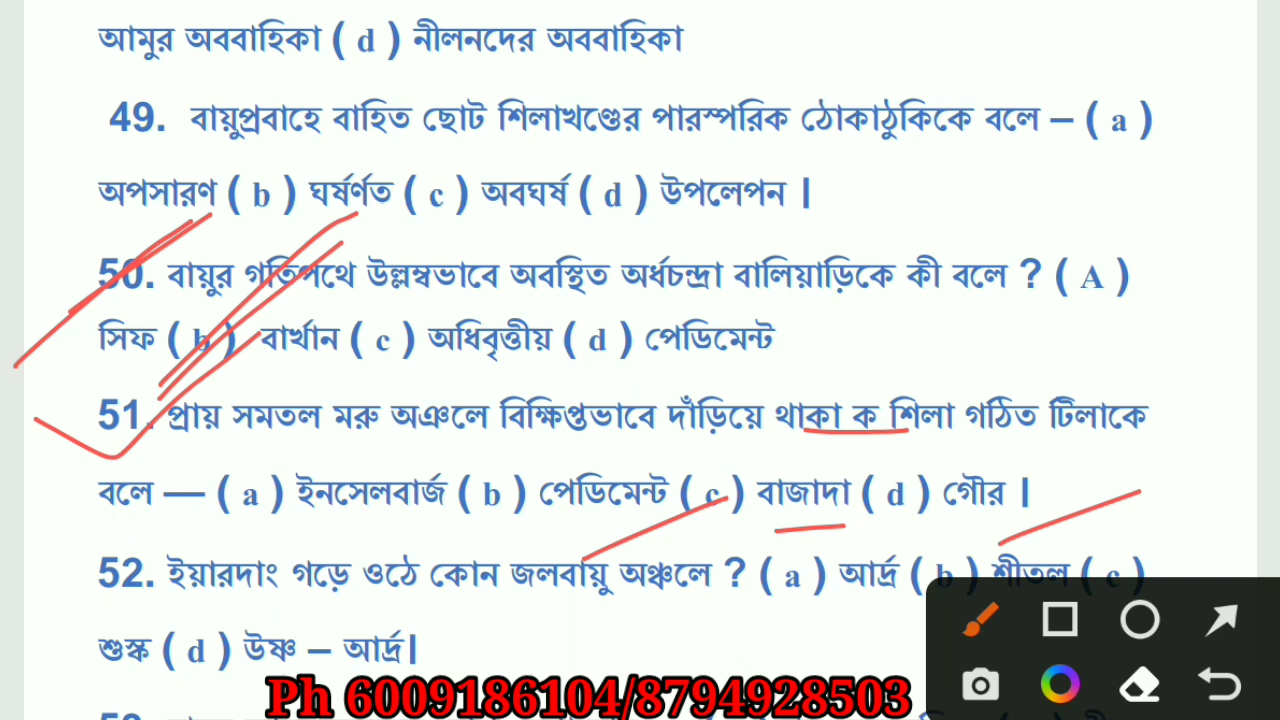 আমুর অববাহিকা ( d ) নীলনদের অববাহিকা
49. বায়ুপ্রবাহে বাহিত ছোট শিলাখণ্ডের পারস্পরিক ঠোকাঠুকিকে বলে – ( a )
অপসারণ ( b ) ঘর্ষর্ণত ( c ) অবঘর্ষ ( d ) উপলেপন |
50. বায়ুর গতিপথে উল্লম্বভাবে অবস্থিত অর্ধচন্দ্রা বালিয়াড়িকে কী বলে ? ( A )
সিফ ( b ) বার্খান ( c ) অধিবৃত্তীয় ( d ) পেডিমেন্ট
51. প্রায় সমতল মরু অঞলে বিক্ষিপ্তভাবে দাঁড়িয়ে থাকা ক শিলা গঠিত টিলাকে
বলে — ( a ) ইনসেলবার্জ ( b ) পেডিমেন্ট ( c ) বাজাদা ( d ) গৌর |
52. ইয়ারদাং গড়ে ওঠে কোন জলবায়ু অঞ্চলে ? ( a ) আর্দ্র ( b ) শীতল ( c )
শুস্ক ( d ) উষ্ণ – আর্দ্র|
Ph 6009186104/8794928503